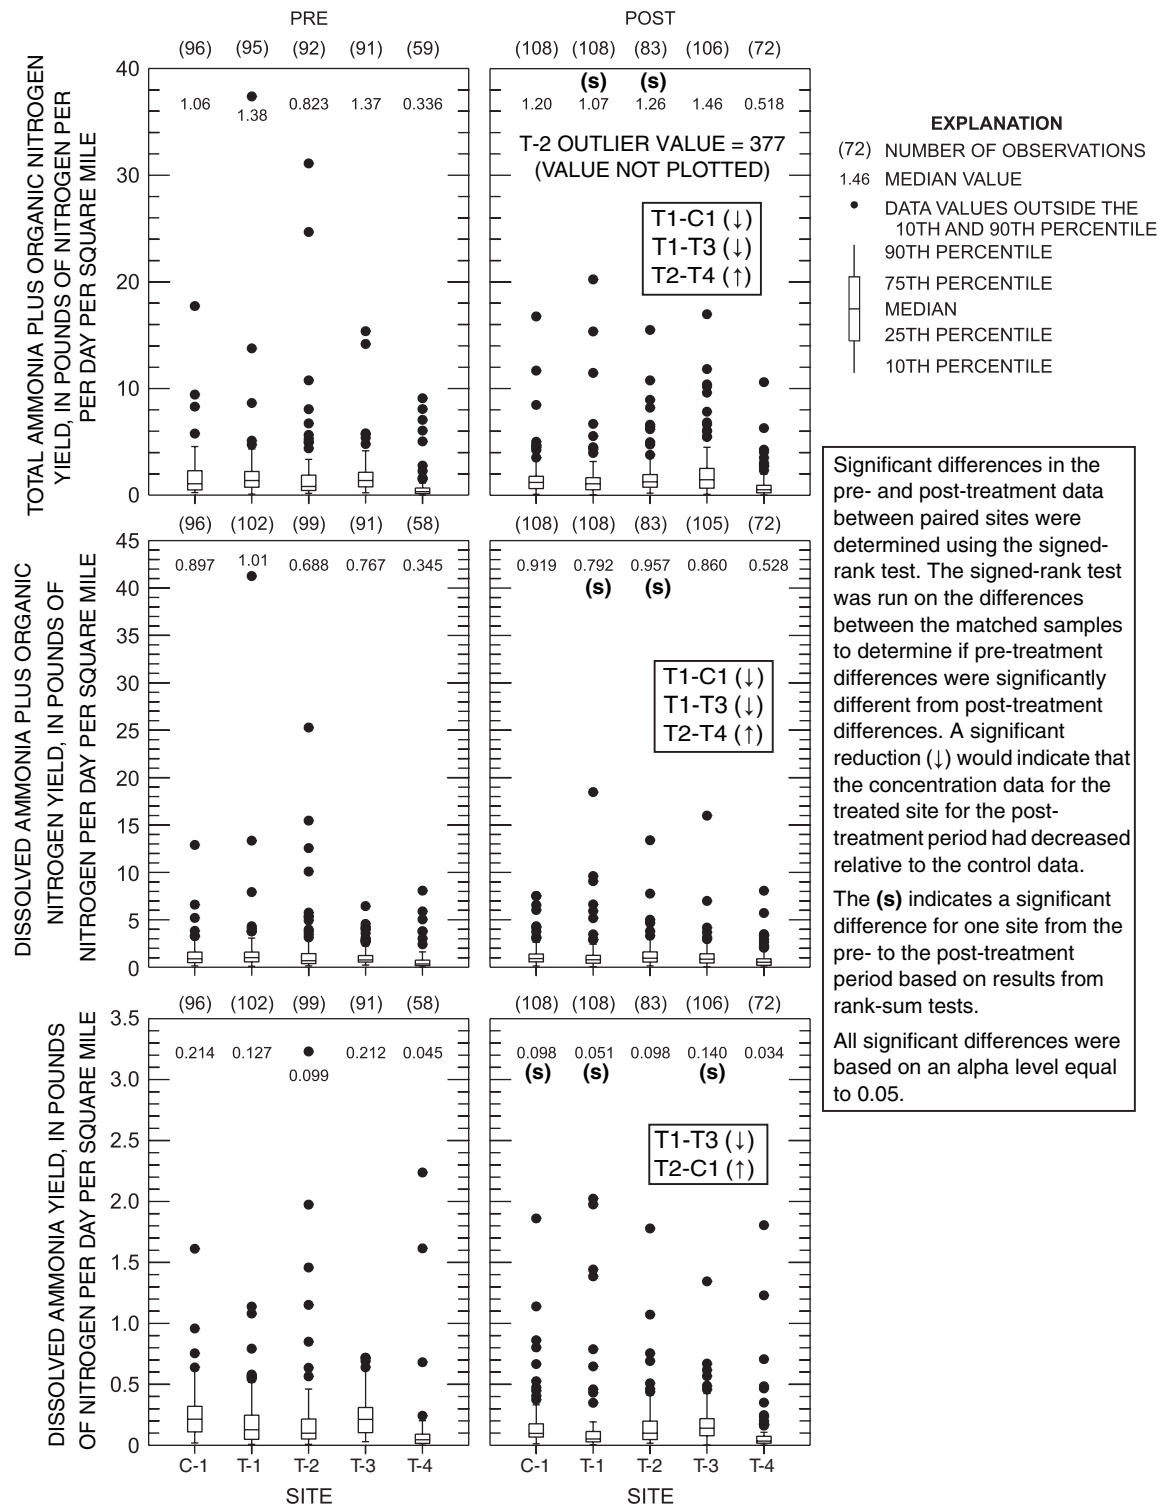 PRE
POST
(96) (95) (92) (91) (59)
(108) (108) (83) (106) (72)
TOTAL AMMONIA PLUS ORGANIC NITROGEN
YIELD, IN POUNDS OF NITROGEN PER
PER DAY PER SQUARE MILE
40
30
20
10
0
1.06 1.38 0.823 1.37 0.336
(s) (s)
1.20 1.07 1.26 1.46 0.518
T-2 OUTLIER VALUE = 377
(VALUE NOT PLOTTED)
T1-C1 (↓)
T1-T3 (↓)
T2-T4 (↑)
EXPLANATION
(72) NUMBER OF OBSERVATIONS
1.46 MEDIAN VALUE
DATA VALUES OUTSIDE THE
10TH AND 90TH PERCENTILE
90TH PERCENTILE
75TH PERCENTILE
MEDIAN
25TH PERCENTILE
10TH PERCENTILE
(96) (102) (99) (91) (58)
(108) (108) (83) (105) (72)
DISSOLVED AMMONIA PLUS ORGANIC
NITROGEN YIELD, IN POUNDS OF
NITROGEN PER DAY PER SQUARE MILE
45
40
35
30
25
20
15
10
5
0
0.897 1.01 0.688 0.767 0.345
0.919 0.792 0.957 0.860 0.528
(s) (s)
T1-C1 (↓)
T1-T3 (↓)
T2-T4 (↑)
Significant differences in the
pre- and post-treatment data
between paired sites were
determined using the signed-
rank test. The signed-rank test
was run on the differences
between the matched samples
to determine if pre-treatment
differences were significantly
different from post-treatment
differences. A significant
reduction (↓) would indicate that
the concentration data for the
treated site for the post-
treatment period had decreased
relative to the control data.
The (s) indicates a significant
difference for one site from the
pre- to the post-treatment
period based on results from
rank-sum tests.
All significant differences were
based on an alpha level equal
to 0.05.
(96) (102) (99) (91) (58)
(108) (108) (83) (106) (72)
DISSOLVED AMMONIA YIELD, IN POUNDS
OF NITROGEN PER DAY PER SQUARE MILE
3.5
3.0
2.5
2.0
1.5
1.0
0.5
0
0.214 0.127 0.099 0.212 0.045
0.098 0.051 0.098 0.140 0.034
(s) (s) (s)
T1-T3 (↓)
T2-C1 (↑)
C-1 T-1 T-2 T-3 T-4
C-1 T-1 T-2 T-3 T-4
SITE
SITE